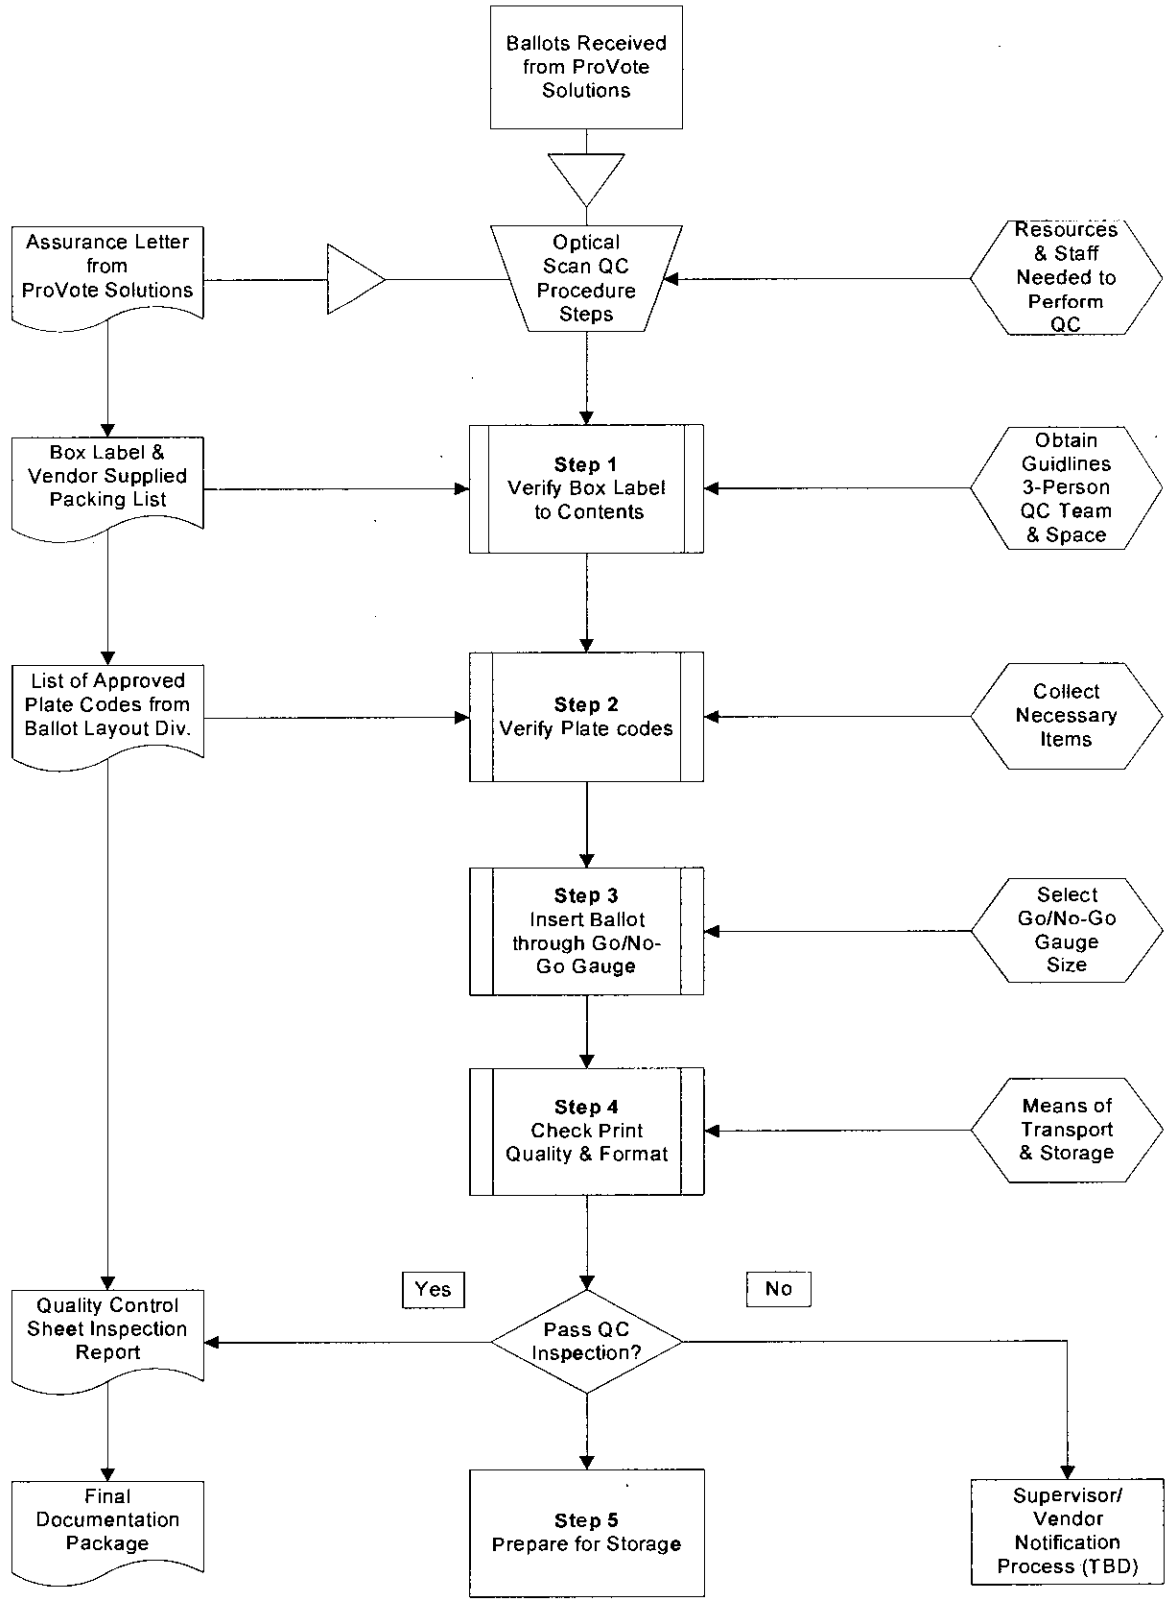 Ballots Received
from ProVote
Solutions
Assurance Letter
from
ProVote Solutions
Optical
Scan QC
Procedure
Steps
Resources
& Staff
Needed to
Perform
QC
Box Label &
Vendor Supplied
Packing List
Step 1
Verify Box Label
to Contents
Obtain
Guidlines
3-Person
QC Team
& Space
List of Approved
Plate Codes from
Ballot Layout Div.
Step 2
Verify Plate codes
Collect
Necessary
Items
Step 3
Insert Ballot
through Go/No-
Go Gauge
Select
Go/No-Go
Gauge
Size
Step 4
Check Print
Quality & Format
Means of
Transport
& Storage
Yes
No
Quality Control
Sheet Inspection
Report
Pass QC
Inspection?
Final
Documentation
Package
Step 5
Prepare for Storage
Supervisor/
Vendor
Notification
Process (TBD)